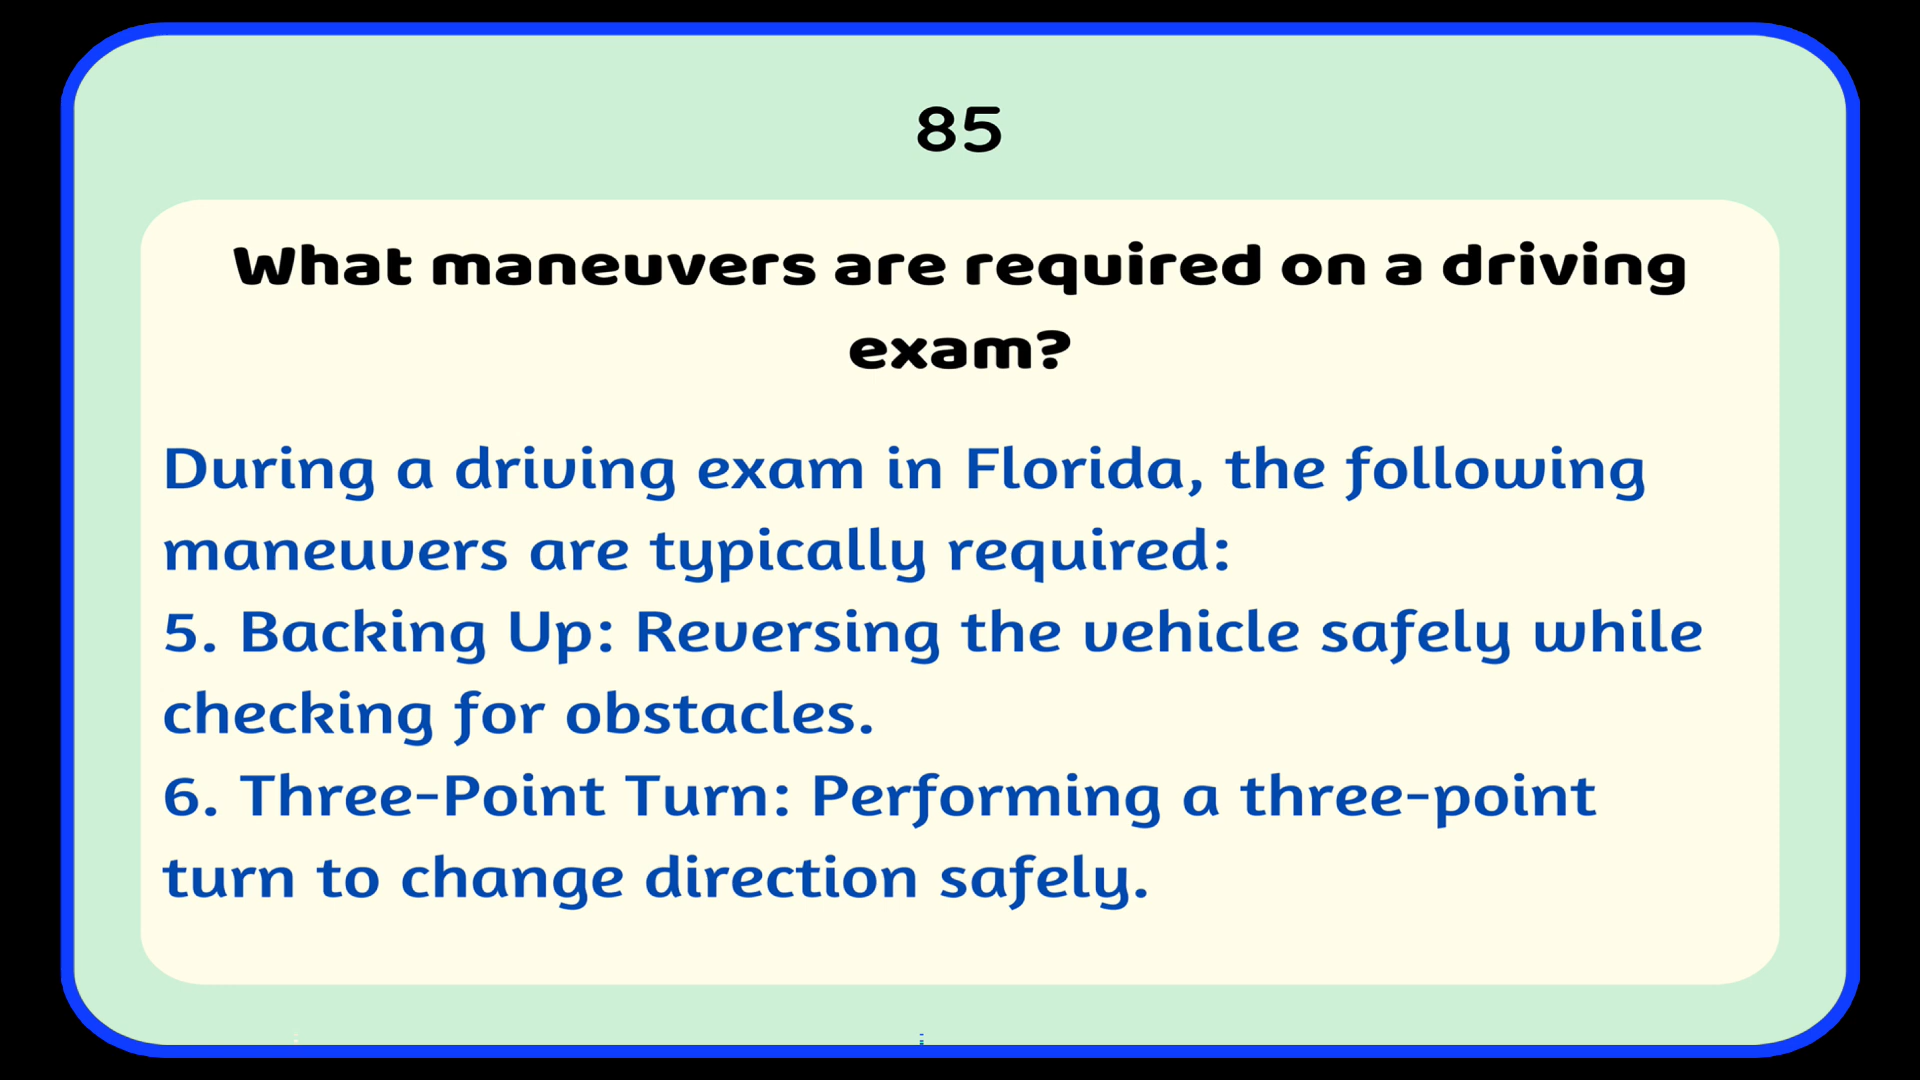 85
What maneuvers are required on a driving
exam?
During a driving exam in Florida, the following
maneuvers are typically required:
5. Backing Up: Reversing the vehicle safely while
checking for obstacles.
6. Three-Point Turn: Performing a three-point
turn to change direction safely.